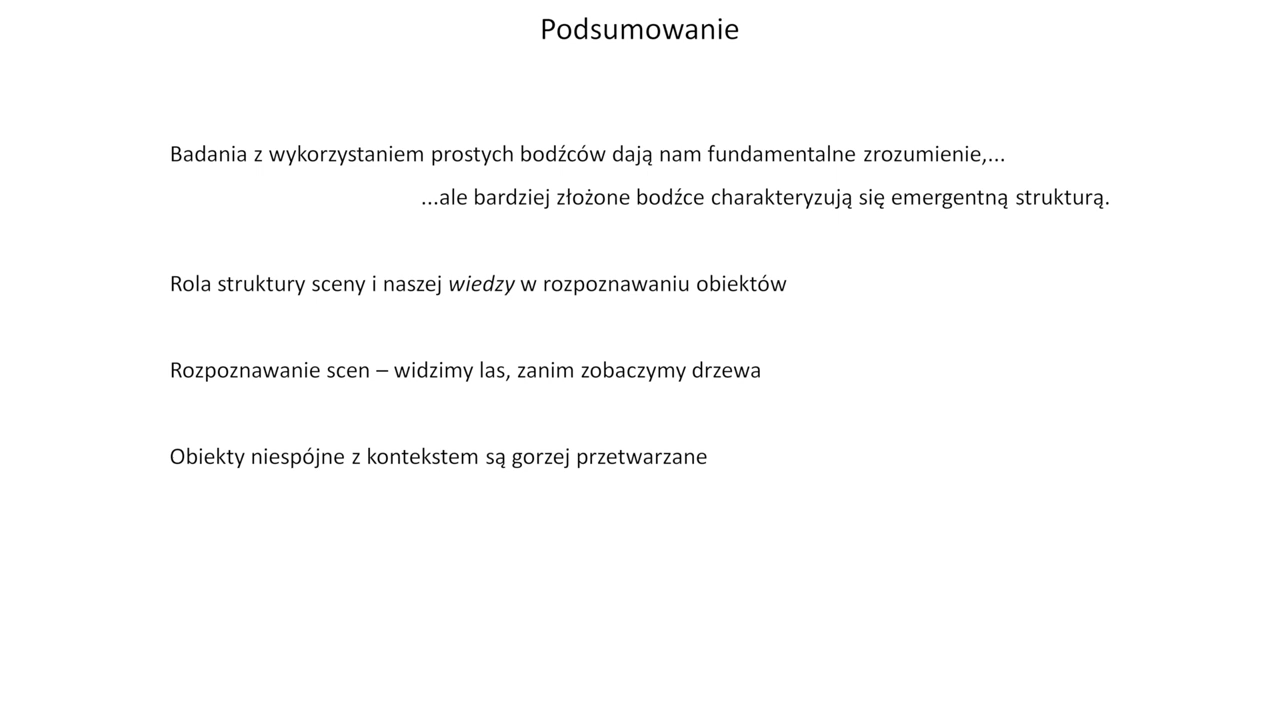 Podsumowanie
Badania z wykorzystaniem prostych bodźców dają nam fundamentalne zrozumienie,...
...ale bardziej złożone bodźce charakteryzują się emergentną strukturą.
Rola struktury sceny i naszej wiedzy w rozpoznawaniu obiektów
Rozpoznawanie scen – widzimy las, zanim zobaczymy drzewa
Obiekty niespójne z kontekstem są gorzej przetwarzane